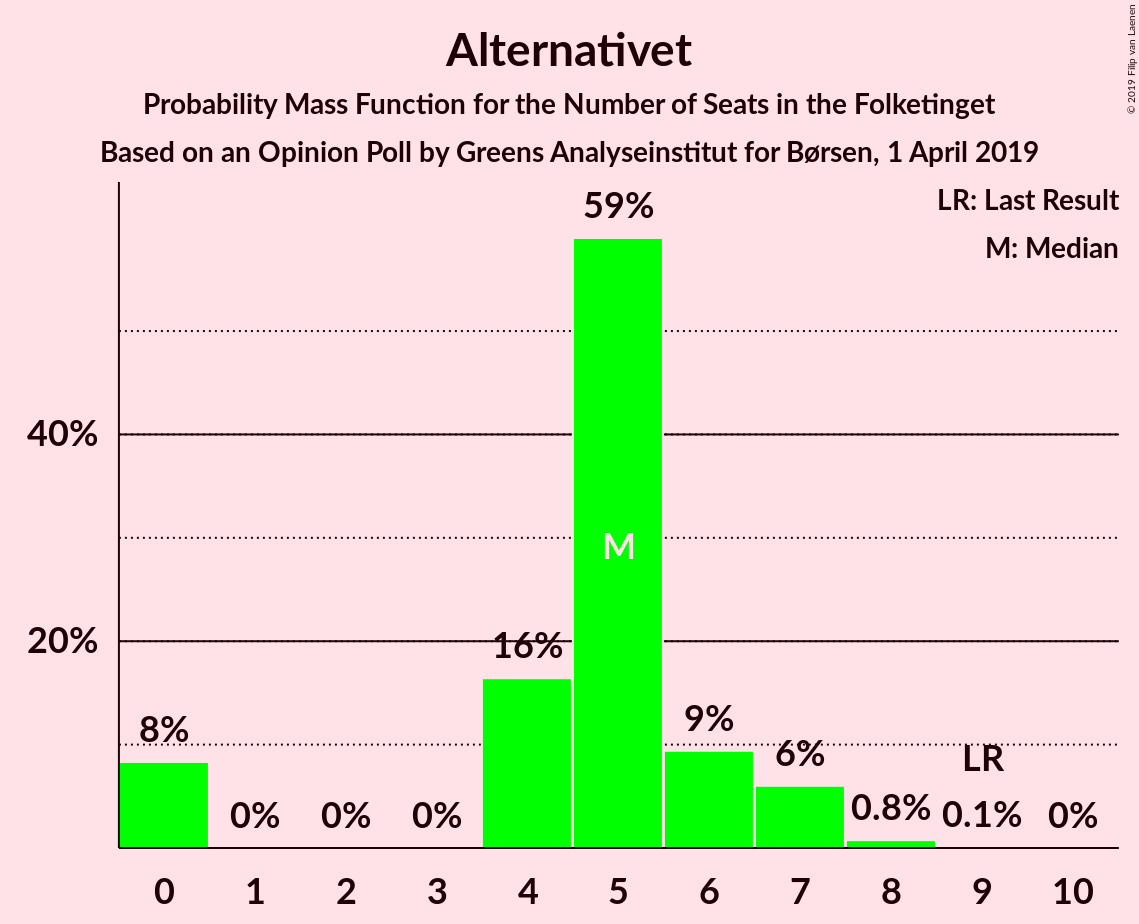 Alternativet
Probability Mass Function for the Number of Seats in the Folketinget
Based on an Opinion Poll by Greens Analyseinstitut for Børsen, 1 April 2019
© 2019 Filip van Laenen
LR: Last Result
M: Median
40%
20%
8%
0%
0%
0%
16%
59%
M
9%
6%
0.8%
LR
0.1%
0%
0 1 2 3 4 5 6 7 8 9 10